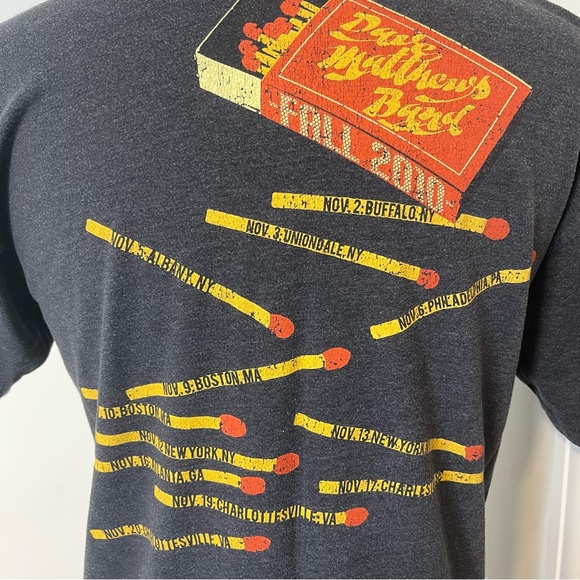 Dave
Matthews
Band
FALL 2010
NOV. 2: BUFFALO, NY
NOV. 3: UNIONDALE, NY
NOV. 5: ALBANY, NY
NOV. 6: PHILADELPHIA, PA
NOV. 9: BOSTON, MA
10: BOSTON, MA
NOV. 12: NEW YORK, NY
NOV. 13: NEW YORK
NOV. 16: ATLANTA, GA
NOV. 17: CHARLES
NOV. 19: CHARLOTTESVILLE, VA
NOV. 20: CHARLOTTESVILLE, VA